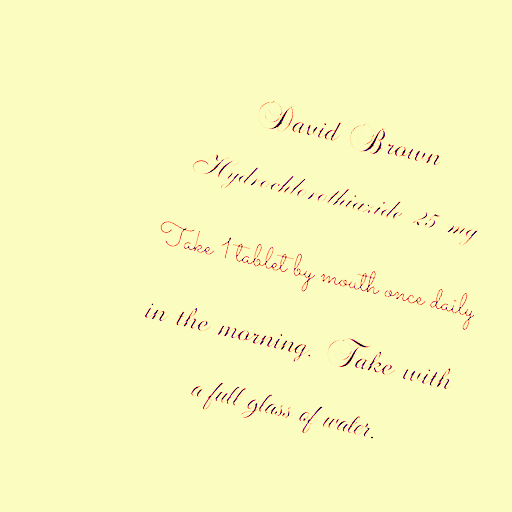 David Brown
Hydrochlorothiazide 25 mg
Take 1 tablet by mouth once daily
in the morning. Take with
a full glass of water.